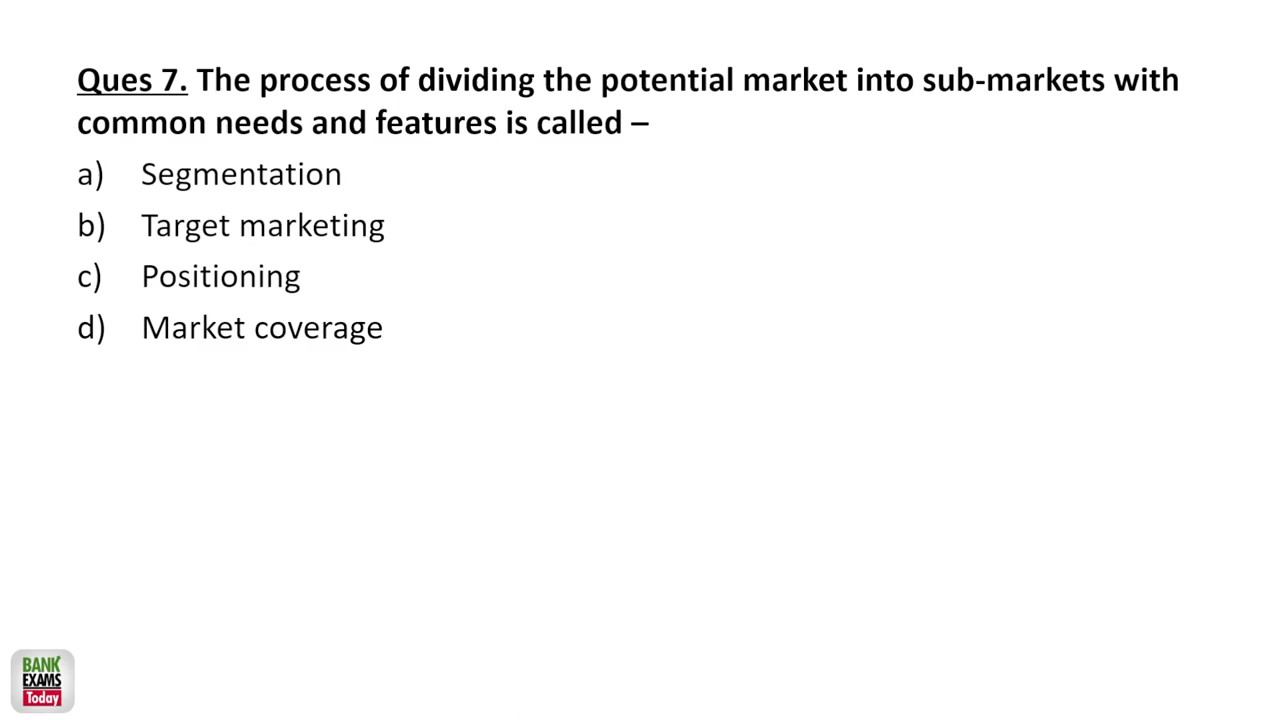 Ques 7. The process of dividing the potential market into sub-markets with
common needs and features is called –
a) Segmentation
b) Target marketing
c) Positioning
d) Market coverage
BANK
EXAMS
Today